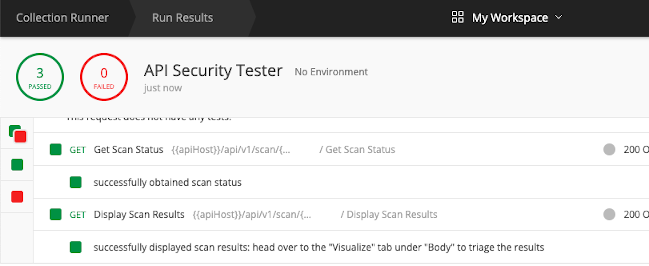 Collection Runner Run Results My Workspace
3 PASSED 0 FAILED API Security Tester No Environment
just now
This request does not have any tests.
GET Get Scan Status {{apiHost}}/api/v1/scan/{... / Get Scan Status 200 O
successfully obtained scan status
GET Display Scan Results {{apiHost}}/api/v1/scan/{... / Display Scan Results 200 O
successfully displayed scan results: head over to the "Visualize" tab under "Body" to triage the results